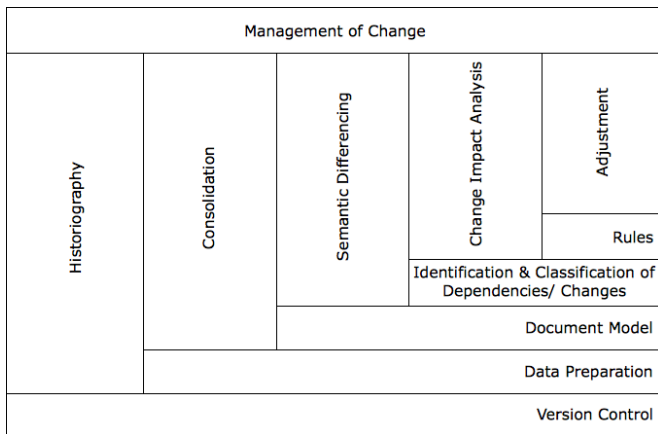 Management of Change
Historiography
Consolidation
Semantic Differencing
Change Impact Analysis
Adjustment
Rules
Identification & Classification of
Dependencies/ Changes
Document Model
Data Preparation
Version Control